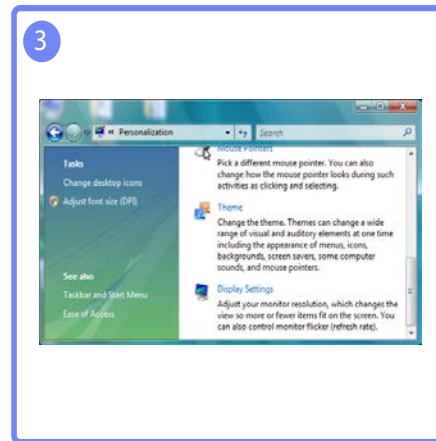 3
« Personalization
Search
Tasks
Change desktop icons
Adjust font size (DPI)
See also
Taskbar and Start Menu
Ease of Access
Mouse Pointers
Pick a different mouse pointer. You can also
change how the mouse pointer looks during such
activities as clicking and selecting.
Theme
Change the theme. Themes can change a wide
range of visual and auditory elements at one time
including the appearance of menus, icons,
backgrounds, screen savers, some computer
sounds, and mouse pointers.
Display Settings
Adjust your monitor resolution, which changes the
view so more or fewer items fit on the screen. You
can also control monitor flicker (refresh rate).